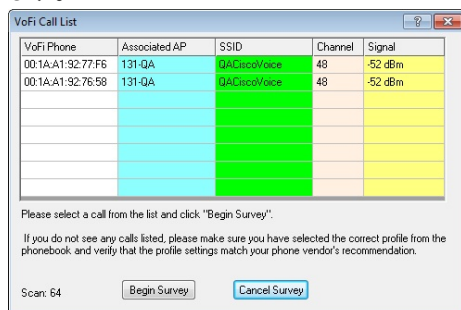 VoFi Call List
VoFi Phone Associated AP SSID Channel Signal
00:1A:A1:92:77:F6 131-QA QACiscoVoice 48 -52 dBm
00:1A:A1:92:76:58 131-QA QACiscoVoice 48 -52 dBm
Please select a call from the list and click "Begin Survey".
If you do not see any calls listed, please make sure you have selected the correct profile from the
phonebook and verify that the profile settings match your phone vendor's recommendation.
Scan: 64 Begin Survey Cancel Survey